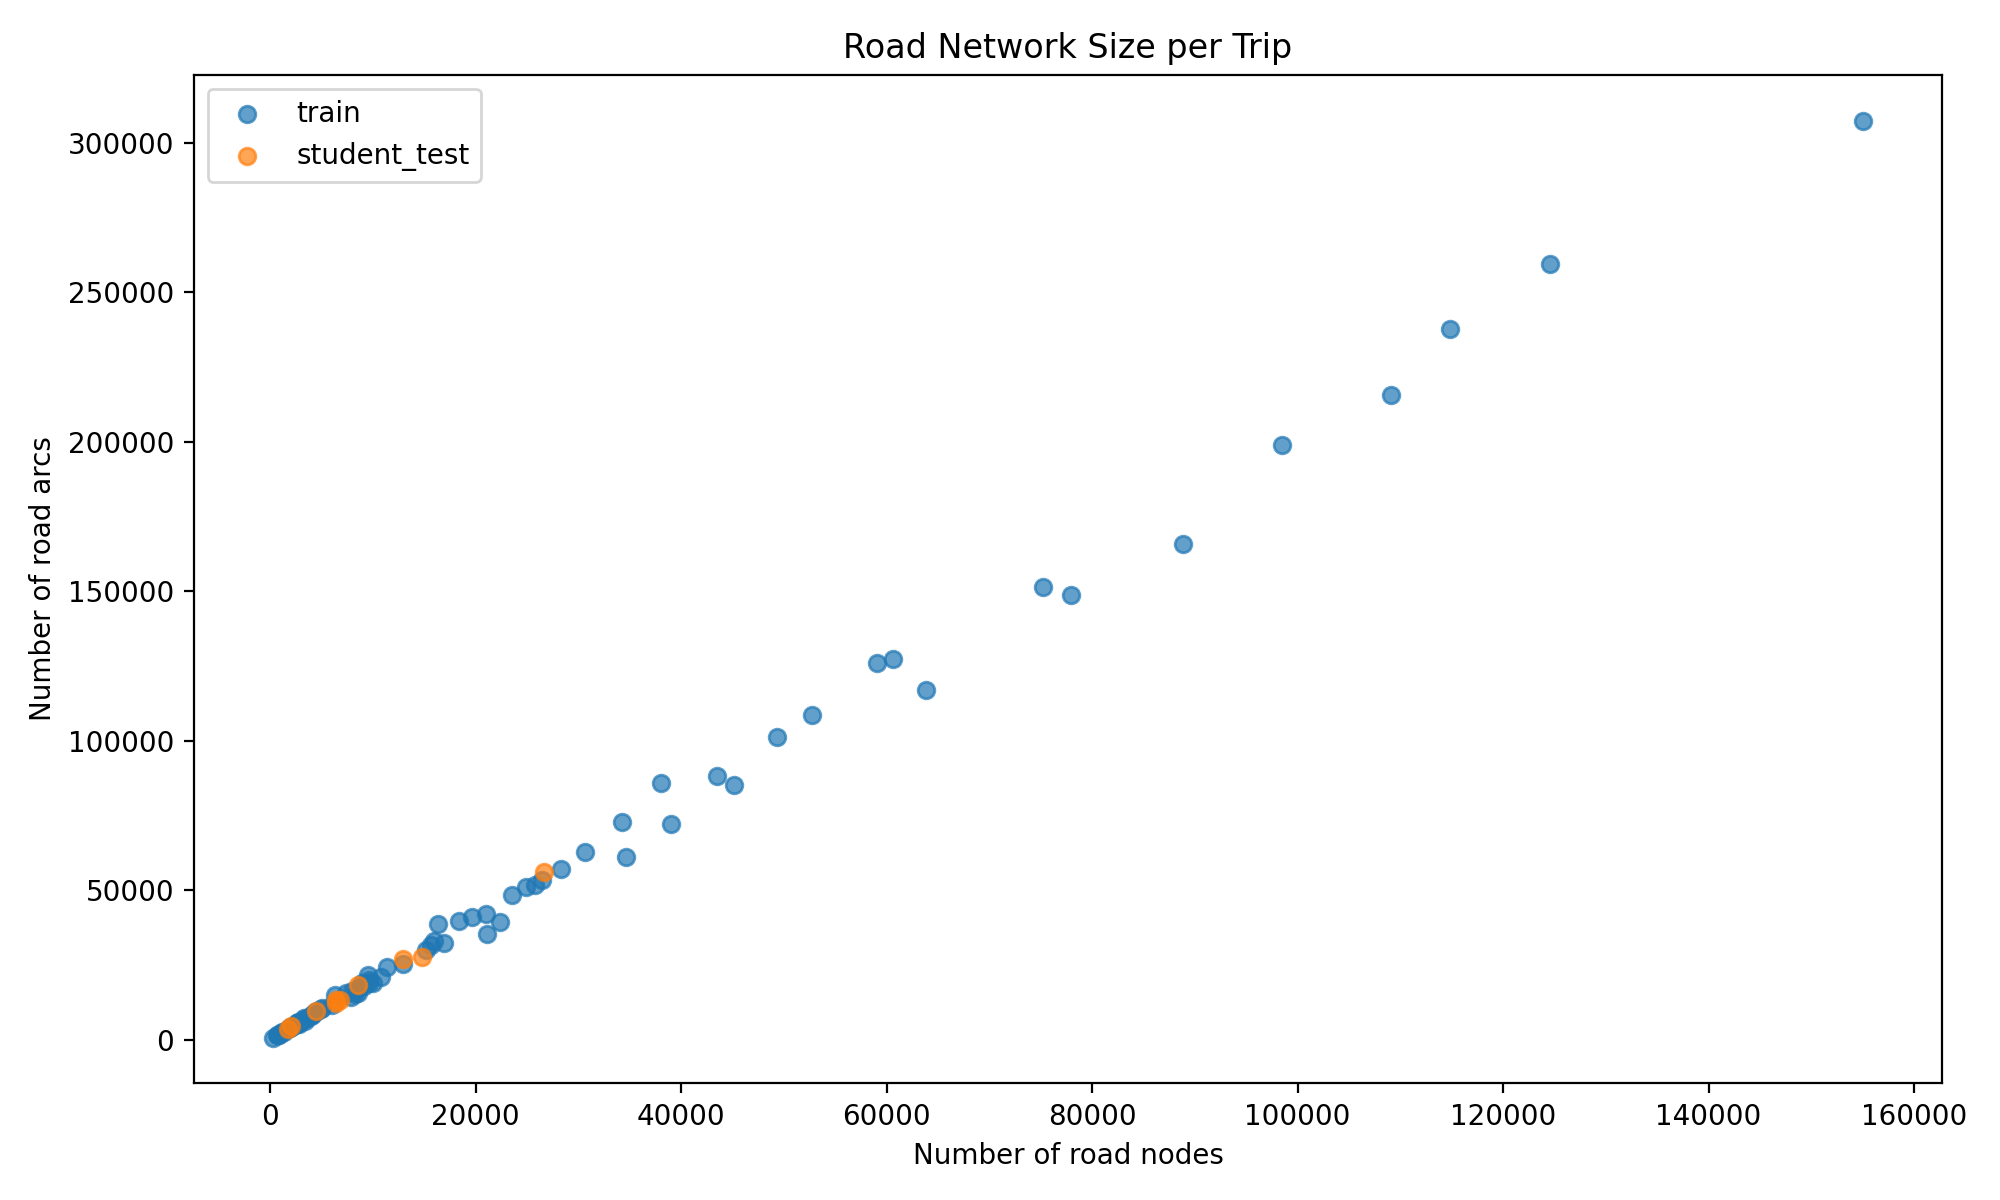 Road Network Size per Trip
train
student_test
300000
250000
200000
150000
100000
50000
0
Number of road arcs
0 20000 40000 60000 80000 100000 120000 140000 160000
Number of road nodes